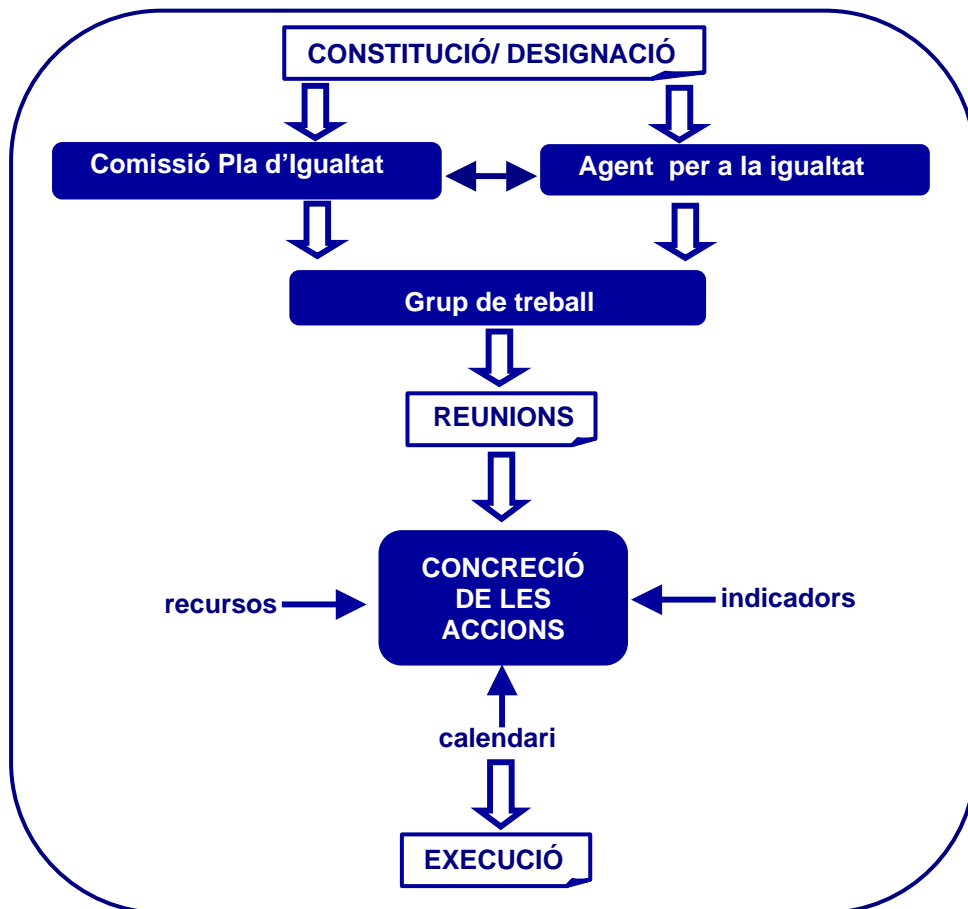 CONSTITUCIÓ/ DESIGNACIÓ
Comissió Pla d'Igualtat
Agent per a la igualtat
Grup de treball
REUNIONS
CONCRECIÓ
DE LES
ACCIONS
recursos
indicadors
calendari
EXECUCIÓ